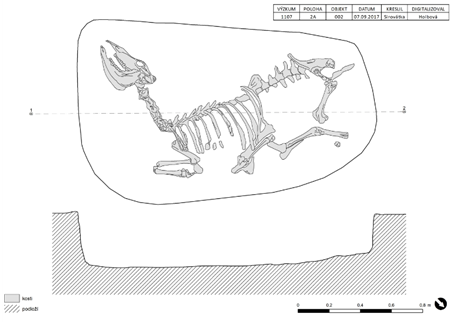 VÝZKUM POLOHA OBJEKT DATUM KRESLIL DIGITALIZOVAL
1107 2A 002 07.09.2017 Sirovátka Holbová
1 2
kosti
podloží
0 0,2 0,4 0,6 0,8 m